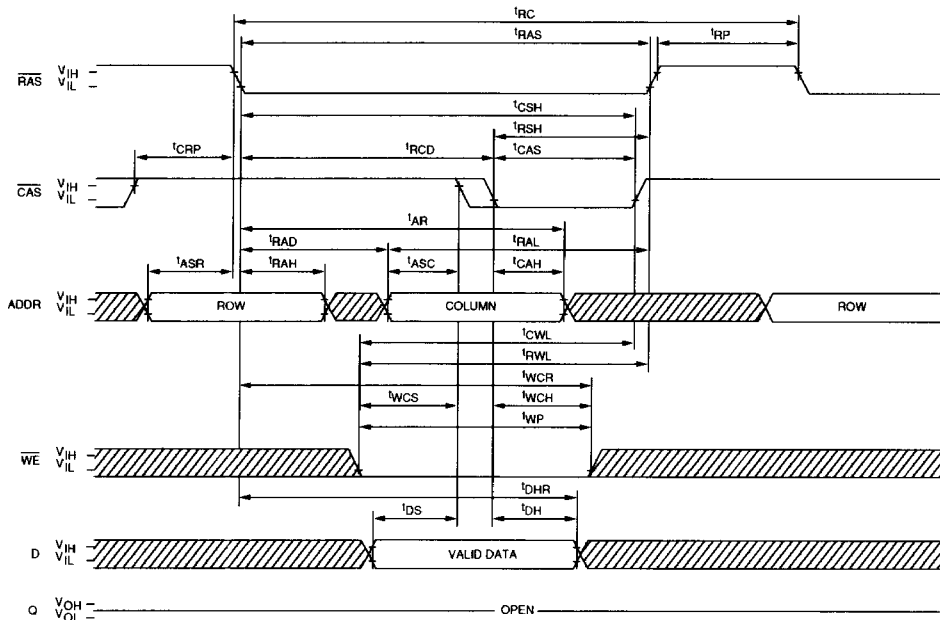 tRC
tRAS
tRP
RAS VIH VIL
tCSH
tRSH
tCRP tRCD tCAS
CAS VIH VIL
tAR
tRAD tRAL
tASR tRAH tASC tCAH
ADDR VIH VIL ROW COLUMN ROW
tCWL
tRWL
tWCR
tWCS tWCH
tWP
WE VIH VIL
tDHR
tDS tDH
D VIH VIL VALID DATA
Q VOH VOL OPEN